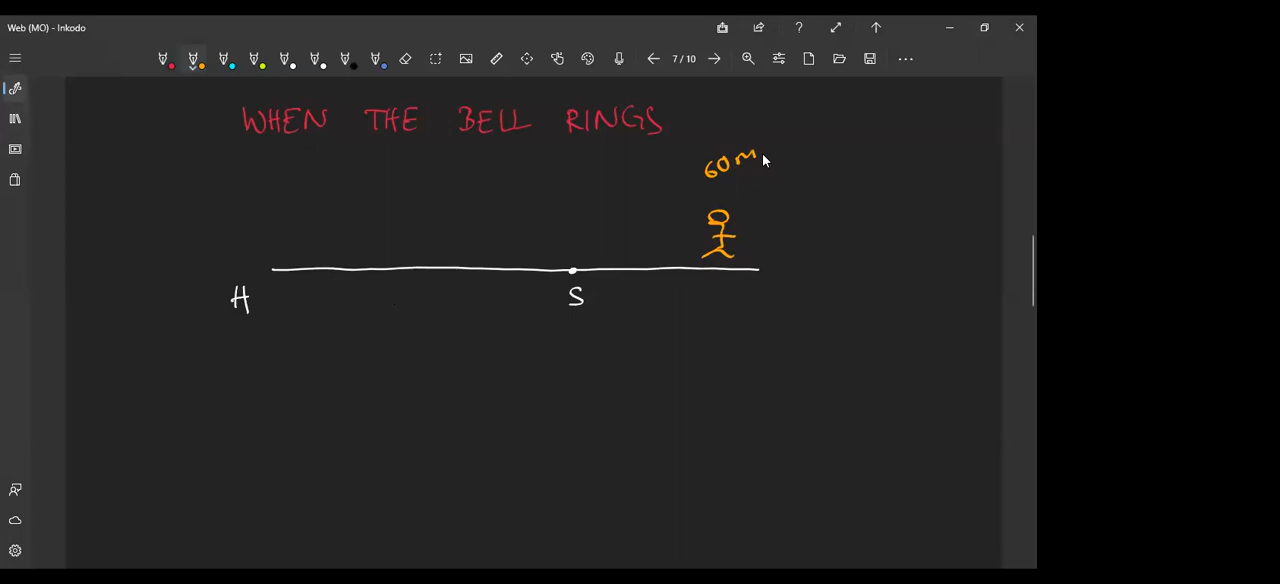 Web (MO) - Inkodo
7 / 10
WHEN THE BELL RINGS
60m
H
S